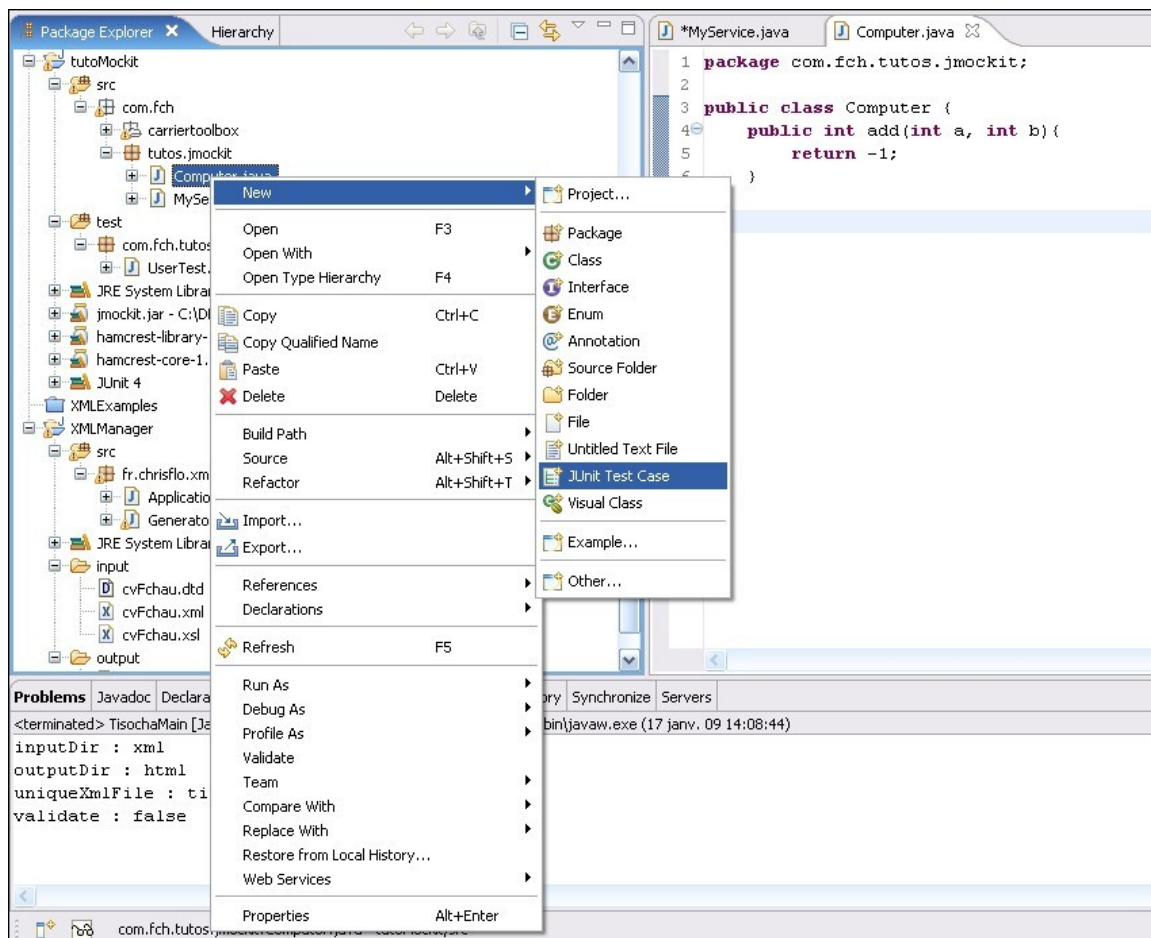 Package Explorer
Hierarchy
tutoMockit
src
com.fch
carriertoolbox
tutos.jmockit
Computer.java
MySe
test
com.fch.tutos
UserTest.
JRE System Librar
jmockit.jar - C:\D
hamcrest-library-
hamcrest-core-1.
JUnit 4
XMLExamples
XMLManager
src
fr.chrisflo.xm
Applicatio
Generato
JRE System Librar
input
cvFchau.dtd
cvFchau.xml
cvFchau.xsl
output
New
Open F3
Open With
Open Type Hierarchy F4
Copy Ctrl+C
Copy Qualified Name
Paste Ctrl+V
Delete Delete
Build Path
Source Alt+Shift+S
Refactor Alt+Shift+T
Import...
Export...
References
Declarations
Refresh F5
Run As
Debug As
Profile As
Validate
Team
Compare With
Replace With
Restore from Local History...
Web Services
Properties Alt+Enter
Project...
Package
Class
Interface
Enum
Annotation
Source Folder
Folder
File
Untitled Text File
JUnit Test Case
Visual Class
Example...
Other...
*MyService.java
Computer.java
1 package com.fch.tutos.jmockit;
2
3 public class Computer {
4 public int add(int a, int b){
5 return -1;
6 }
Problems Javadoc Declara
ory Synchronize Servers
<terminated> TisochaMain [Ja
bin\javaw.exe (17 janv. 09 14:08:44)
inputDir : xml
outputDir : html
uniqueXmlFile : ti
validate : false
com.fch.tutos.jmockit.Computer.java - tutoMockit/src